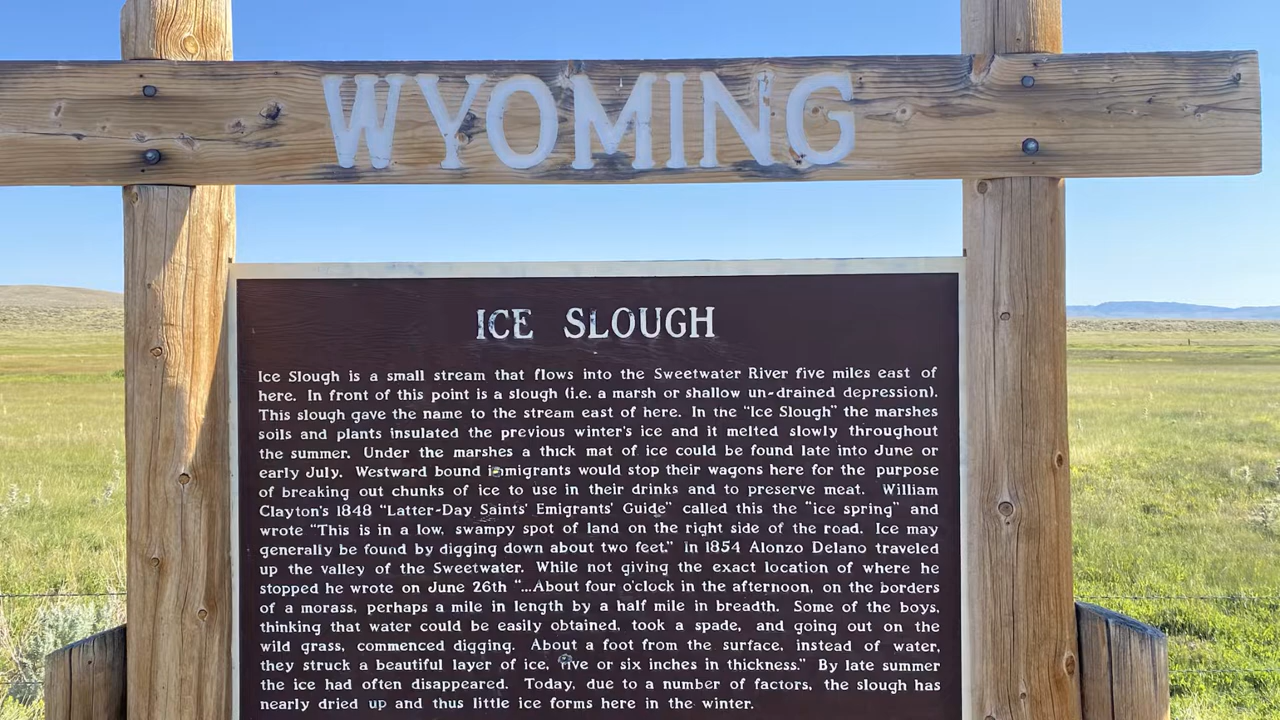 WYOMING
ICE SLOUGH
Ice Slough is a small stream that flows into the Sweetwater River five miles east of
here. In front of this point is a slough (i.e. a marsh or shallow un-drained depression).
This slough gave the name to the stream east of here. In the "Ice Slough" the marshes
soils and plants insulated the previous winter's ice and it melted slowly throughout
the summer. Under the marshes a thick mat of ice could be found late into June or
early July. Westward bound immigrants would stop their wagons here for the purpose
of breaking out chunks of ice to use in their drinks and to preserve meat. William
Clayton's 1848 "Latter-Day Saints' Emigrants' Guide" called this the "ice spring" and
wrote "This is in a low, swampy spot of land on the right side of the road. Ice may
generally be found by digging down about two feet." In 1854 Alonzo Delano traveled
up the valley of the Sweetwater. While not giving the exact location of where he
stopped he wrote on June 26th "...About four o'clock in the afternoon, on the borders
of a morass, perhaps a mile in length by a half mile in breadth. Some of the boys,
thinking that water could be easily obtained, took a spade, and going out on the
wild grass, commenced digging. About a foot from the surface, instead of water,
they struck a beautiful layer of ice, five or six inches in thickness." By late summer
the ice had often disappeared. Today, due to a number of factors, the slough has
nearly dried up and thus little ice forms here in the winter.